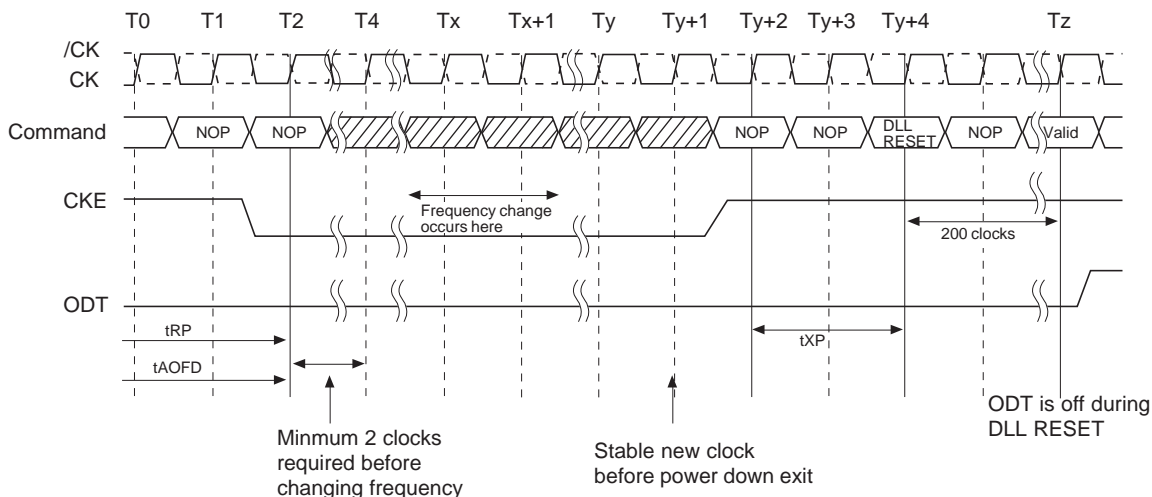 T0 T1 T2 T4 Tx Tx+1 Ty Ty+1 Ty+2 Ty+3 Ty+4 Tz
/CK
CK
Command NOP NOP NOP NOP DLL RESET NOP Valid
CKE
Frequency change
occurs here
200 clocks
ODT
tRP
tXP
tAOFD
Minmum 2 clocks
required before
changing frequency
Stable new clock
before power down exit
ODT is off during
DLL RESET